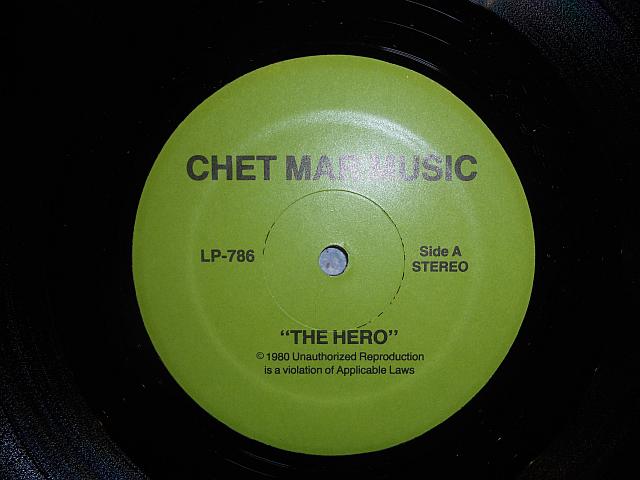 CHET MAR MUSIC
LP-786
Side A
STEREO
“THE HERO”
© 1980 Unauthorized Reproduction
is a violation of Applicable Laws